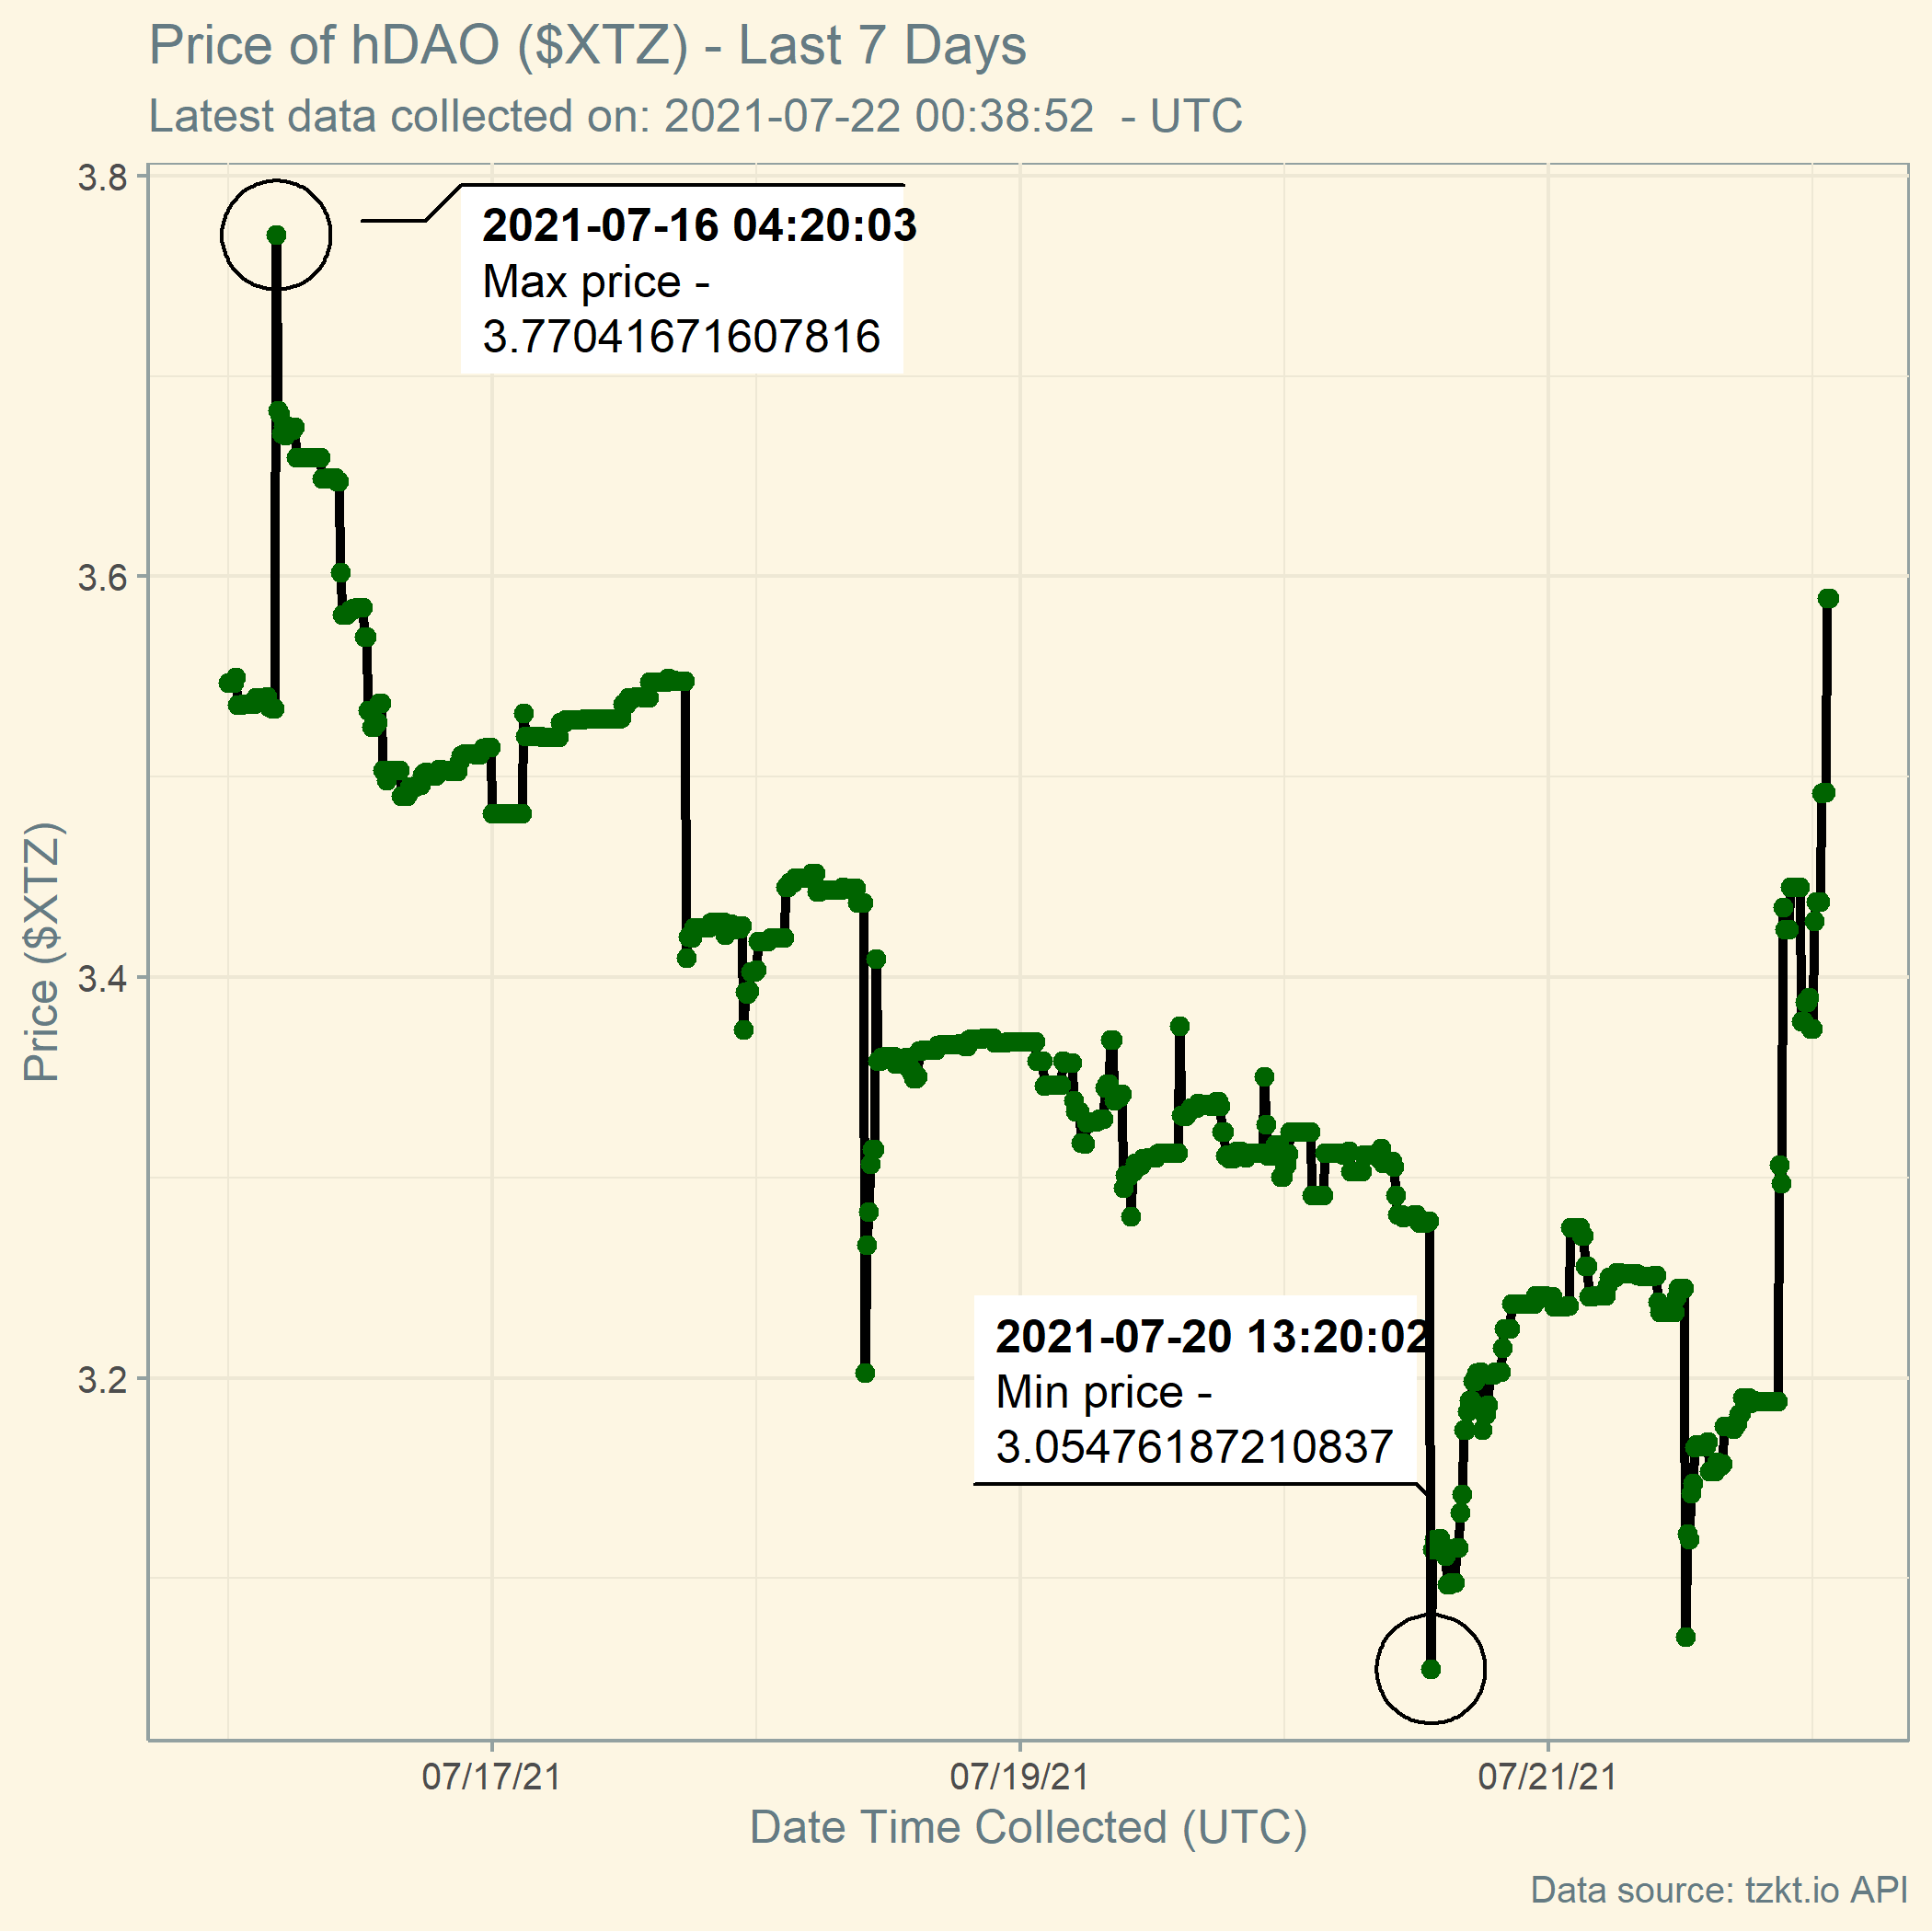 Price of hDAO ($XTZ) - Last 7 Days
Latest data collected on: 2021-07-22 00:38:52  - UTC
3.8
3.6
3.4
3.2
Price ($XTZ)
2021-07-16 04:20:03
Max price -
3.77041671607816
2021-07-20 13:20:02
Min price -
3.05476187210837
07/17/21
07/19/21
07/21/21
Date Time Collected (UTC)
Data source: tzkt.io API